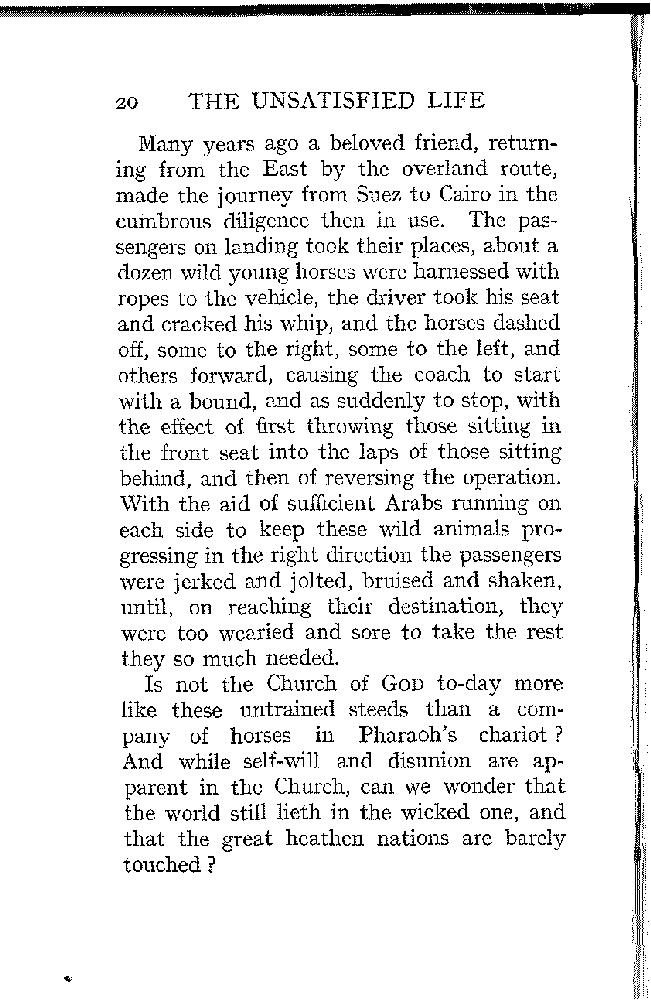 20 THE UNSATISFIED LIFE
Many years ago a beloved friend, return-
ing from the East by the overland route,
made the journey from Suez to Cairo in the
cumbrous diligence then in use. The pas-
sengers on landing took their places, about a
dozen wild young horses were harnessed with
ropes to the vehicle, the driver took his seat
and cracked his whip, and the horses dashed
off, some to the right, some to the left, and
others forward, causing the coach to start
with a bound, and as suddenly to stop, with
the effect of first throwing those sitting in
the front seat into the laps of those sitting
behind, and then of reversing the operation.
With the aid of sufficient Arabs running on
each side to keep these wild animals pro-
gressing in the right direction the passengers
were jerked and jolted, bruised and shaken,
until, on reaching their destination, they
were too wearied and sore to take the rest
they so much needed.
Is not the Church of GOD to-day more
like these untrained steeds than a com-
pany of horses in Pharaoh's chariot ?
And while self-will and disunion are ap-
parent in the Church, can we wonder that
the world still lieth in the wicked one, and
that the great heathen nations are barely
touched ?